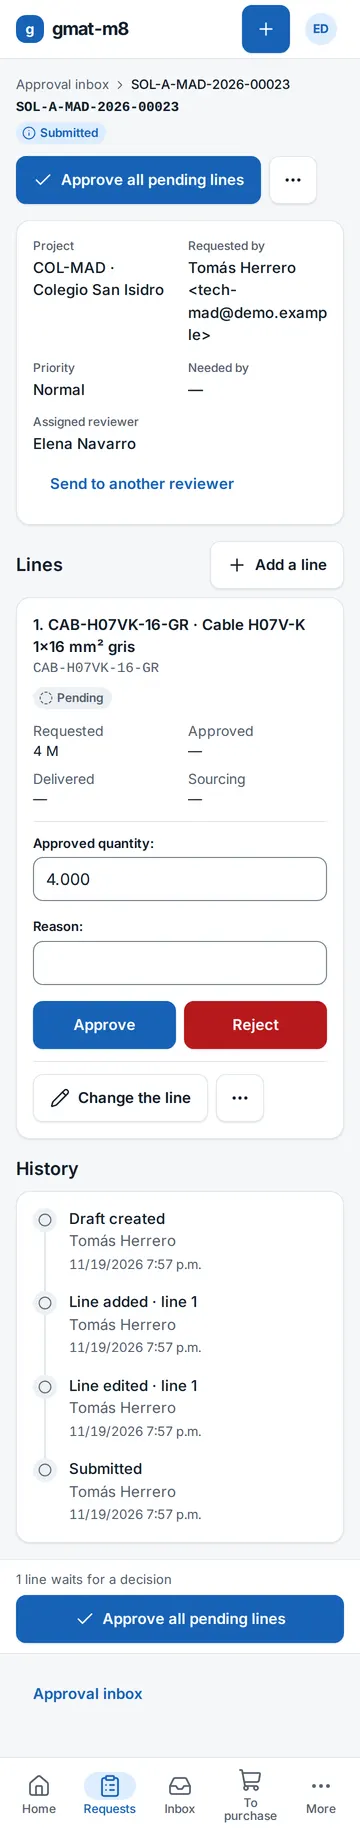 g gmat-m8 ED
Approval inbox > SOL-A-MAD-2026-00023
SOL-A-MAD-2026-00023
Submitted
Approve all pending lines
Project
COL-MAD ·
Colegio San Isidro
Requested by
Tomás Herrero
<tech-
mad@demo.examp
le>
Priority
Normal
Needed by
—
Assigned reviewer
Elena Navarro
Send to another reviewer
Lines
Add a line
1. CAB-H07VK-16-GR · Cable H07V-K
1×16 mm² gris
CAB-H07VK-16-GR
Pending
Requested
4 M
Approved
—
Delivered
—
Sourcing
—
Approved quantity:
4.000
Reason:
Approve
Reject
Change the line
History
Draft created
Tomás Herrero
11/19/2026 7:57 p.m.
Line added · line 1
Tomás Herrero
11/19/2026 7:57 p.m.
Line edited · line 1
Tomás Herrero
11/19/2026 7:57 p.m.
Submitted
Tomás Herrero
11/19/2026 7:57 p.m.
1 line waits for a decision
Approve all pending lines
Approval inbox
Home
Requests
Inbox
To
purchase
More